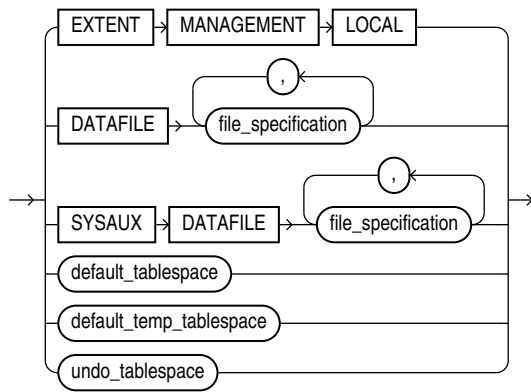 EXTENT MANAGEMENT LOCAL
,
DATAFILE file_specification
,
SYSAUX DATAFILE file_specification
default_tablespace
default_temp_tablespace
undo_tablespace